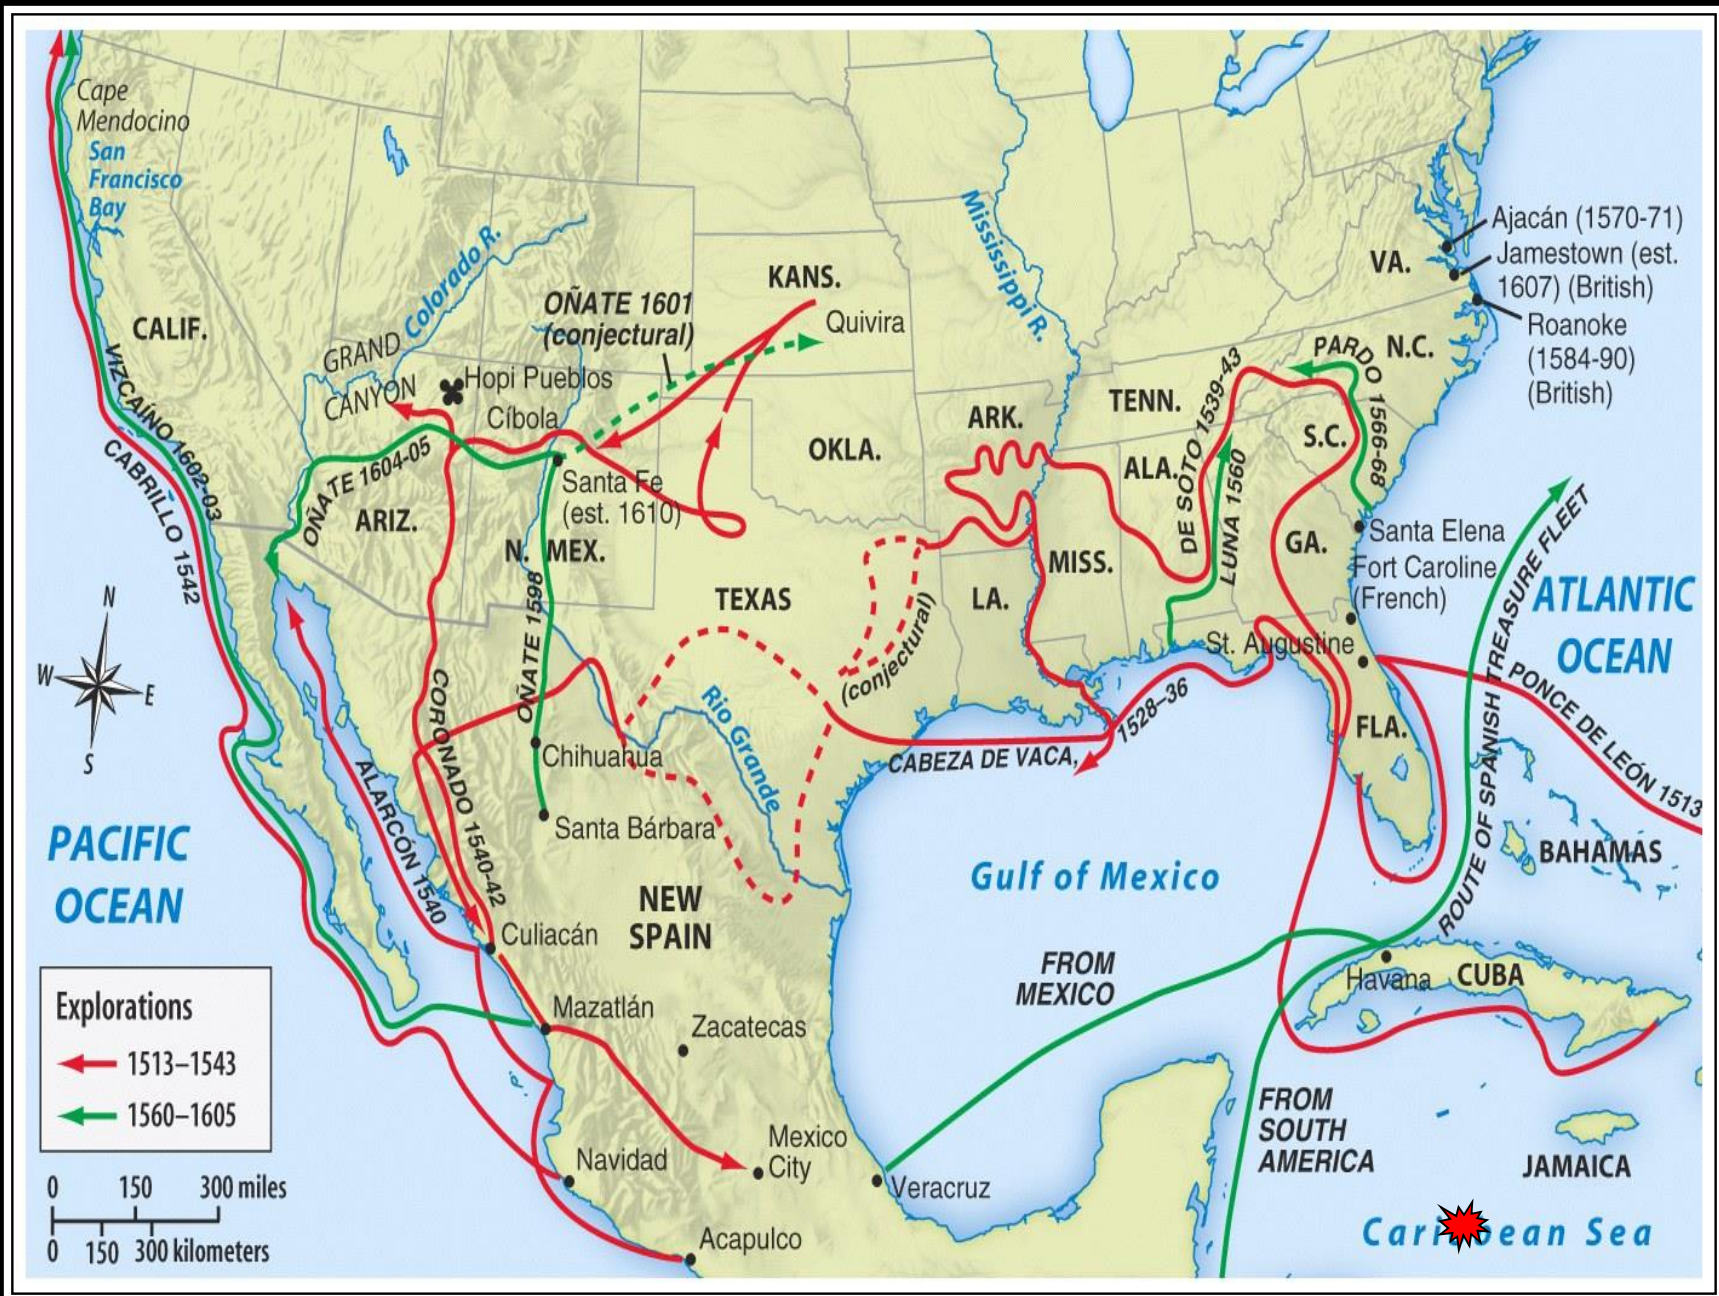 Cape
Mendocino
San
Francisco
Bay
CALIF.
GRAND
CANYON
Colorado R.
OÑATE 1601
(conjectural)
KANS.
Quivira
Mississippi R.
VA.
Ajacán (1570-71)
Jamestown (est.
1607) (British)
Roanoke
(1584-90)
(British)
N.C.
PARDO 1566-68
Hopi Pueblos
Cíbola
VIZCAÍNO 1602-03
CABRILLO 1542
OÑATE 1604-05
ARIZ.
Santa Fe
(est. 1610)
N. MEX.
OKLA.
ARK.
TENN.
ALA.
DE SOTO 1539-43
LUNA 1560
S.C.
GA.
MISS.
LA.
TEXAS
(conjectural)
Santa Elena
Fort Caroline
(French)
St. Augustine
FLA.
ATLANTIC
OCEAN
PONCE DE LEÓN 1513
ROUTE OF SPANISH TREASURE FLEET
N
W
E
S
OÑATE 1598
CORONADO 1540-42
ALARCÓN 1540
Rio Grande
CABEZA DE VACA, 1528–36
Chihuahua
Santa Bárbara
PACIFIC
OCEAN
NEW
SPAIN
Gulf of Mexico
BAHAMAS
Culiacán
FROM
MEXICO
Havana
CUBA
Mazatlán
Zacatecas
Explorations
1513–1543
1560–1605
FROM
SOUTH
AMERICA
JAMAICA
Mexico
City
Navidad
Veracruz
Acapulco
0 150 300 miles
0 150 300 kilometers
Sea